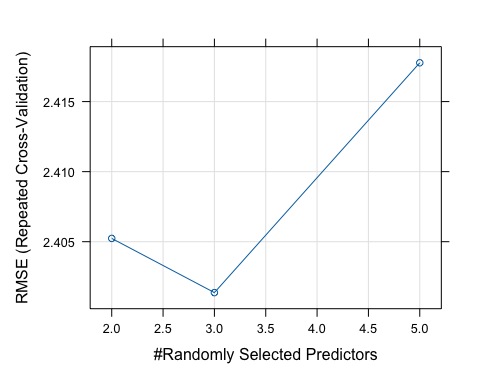 RMSE (Repeated Cross-Validation)
2.415
2.410
2.405
2.0 2.5 3.0 3.5 4.0 4.5 5.0
#Randomly Selected Predictors